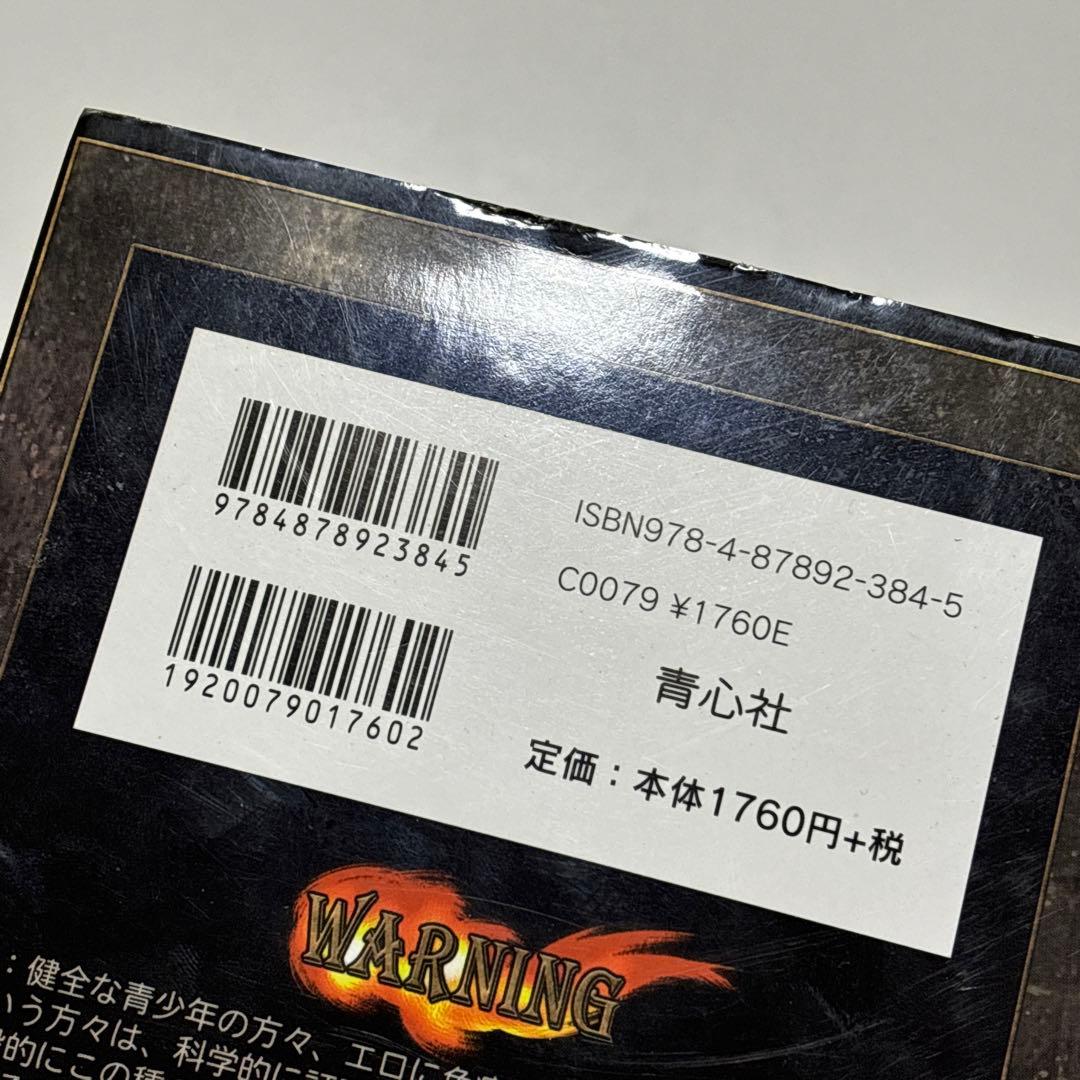 9784878923845
ISBN978-4-87892-384-5
C0079 ¥1760E
1920079017602
青心社
定価：本体1760円+税
WARNING
：健全な青少年の方々、エロに
いう方々は、科学的に
的にこの種